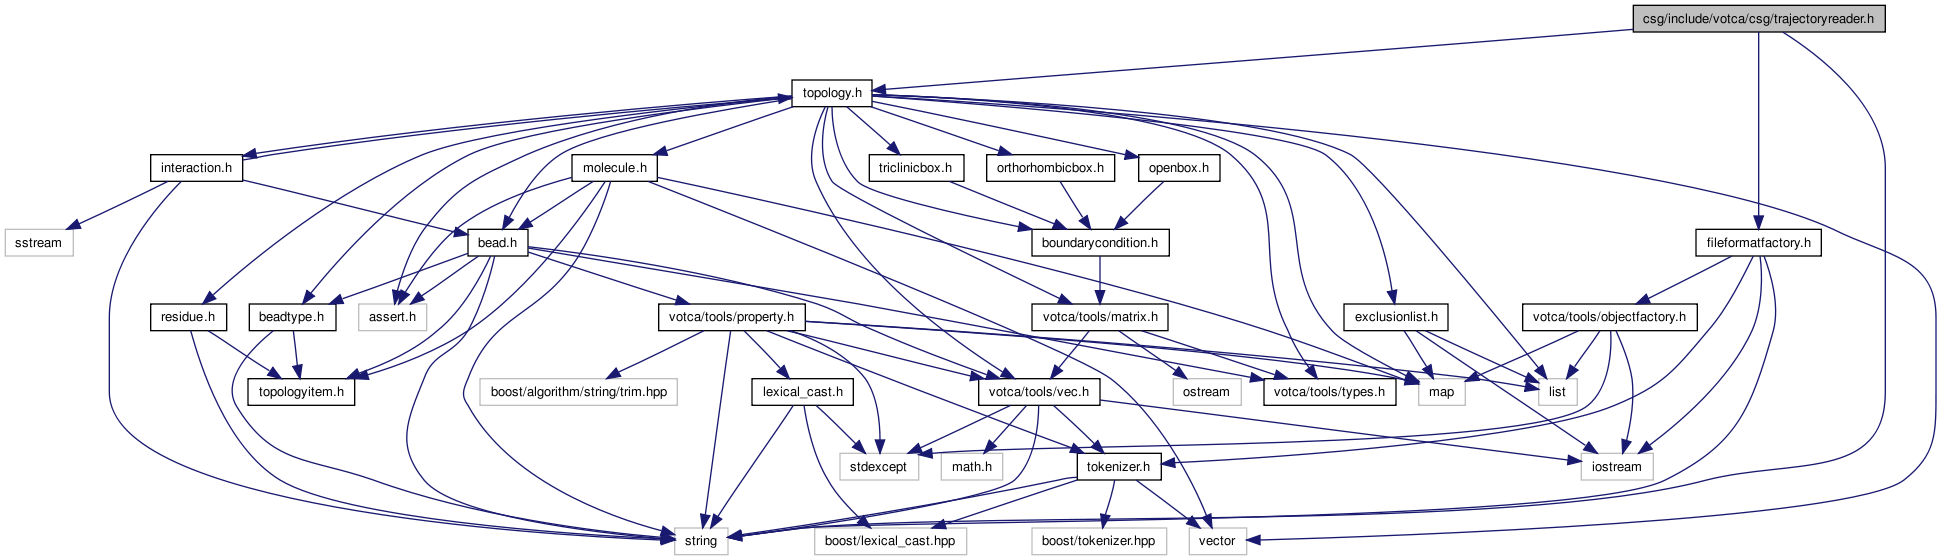 csg/include/votca/csg/trajectoryreader.h
topology.h
interaction.h
molecule.h
triclinicbox.h
orthorhombicbox.h
openbox.h
sstream
bead.h
boundarycondition.h
fileformatfactory.h
residue.h
beadtype.h
assert.h
votca/tools/property.h
votca/tools/matrix.h
exclusionlist.h
votca/tools/objectfactory.h
topologyitem.h
boost/algorithm/string/trim.hpp
lexical_cast.h
votca/tools/vec.h
ostream
votca/tools/types.h
map
list
stdexcept
math.h
tokenizer.h
iostream
string
boost/lexical_cast.hpp
boost/tokenizer.hpp
vector